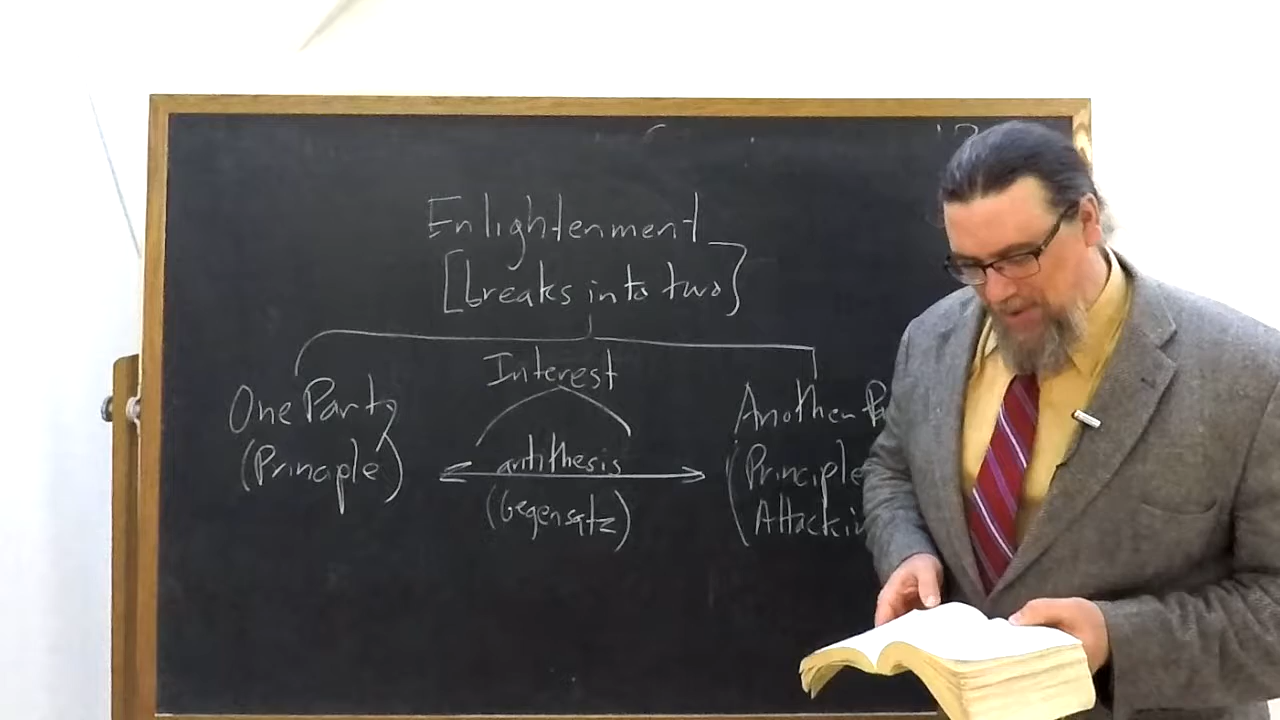 Enlightenment
[breaks into two]
Interest
One Party
(Principle)
antithesis
(Gegensatz)
Another
(Principle